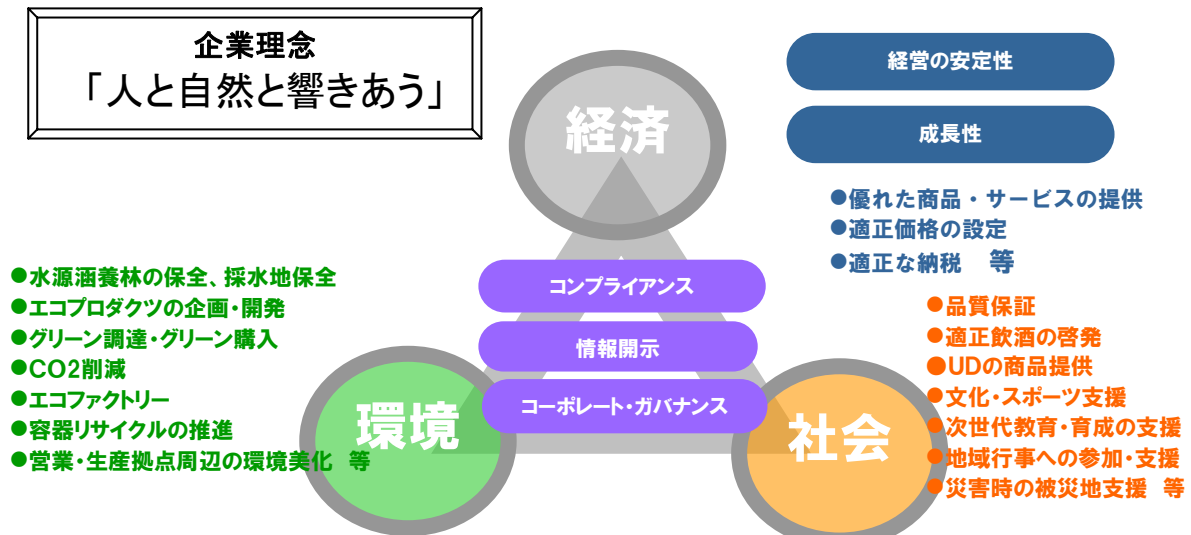 企業理念
「人と自然と響きあう」
経済
経営の安定性
成長性
●優れた商品・サービスの提供
●適正価格の設定
●適正な納税　等
コンプライアンス
情報開示
コーポレート・ガバナンス
●水源涵養林の保全、採水地保全
●エコプロダクツの企画・開発
●グリーン調達・グリーン購入
●CO2削減
●エコファクトリー
●容器リサイクルの推進
●営業・生産拠点周辺の環境美化　等
環境
社会
●品質保証
●適正飲酒の啓発
●UDの商品提供
●文化・スポーツ支援
●次世代教育・育成の支援
●地域行事への参加・支援
●災害時の被災地支援　等